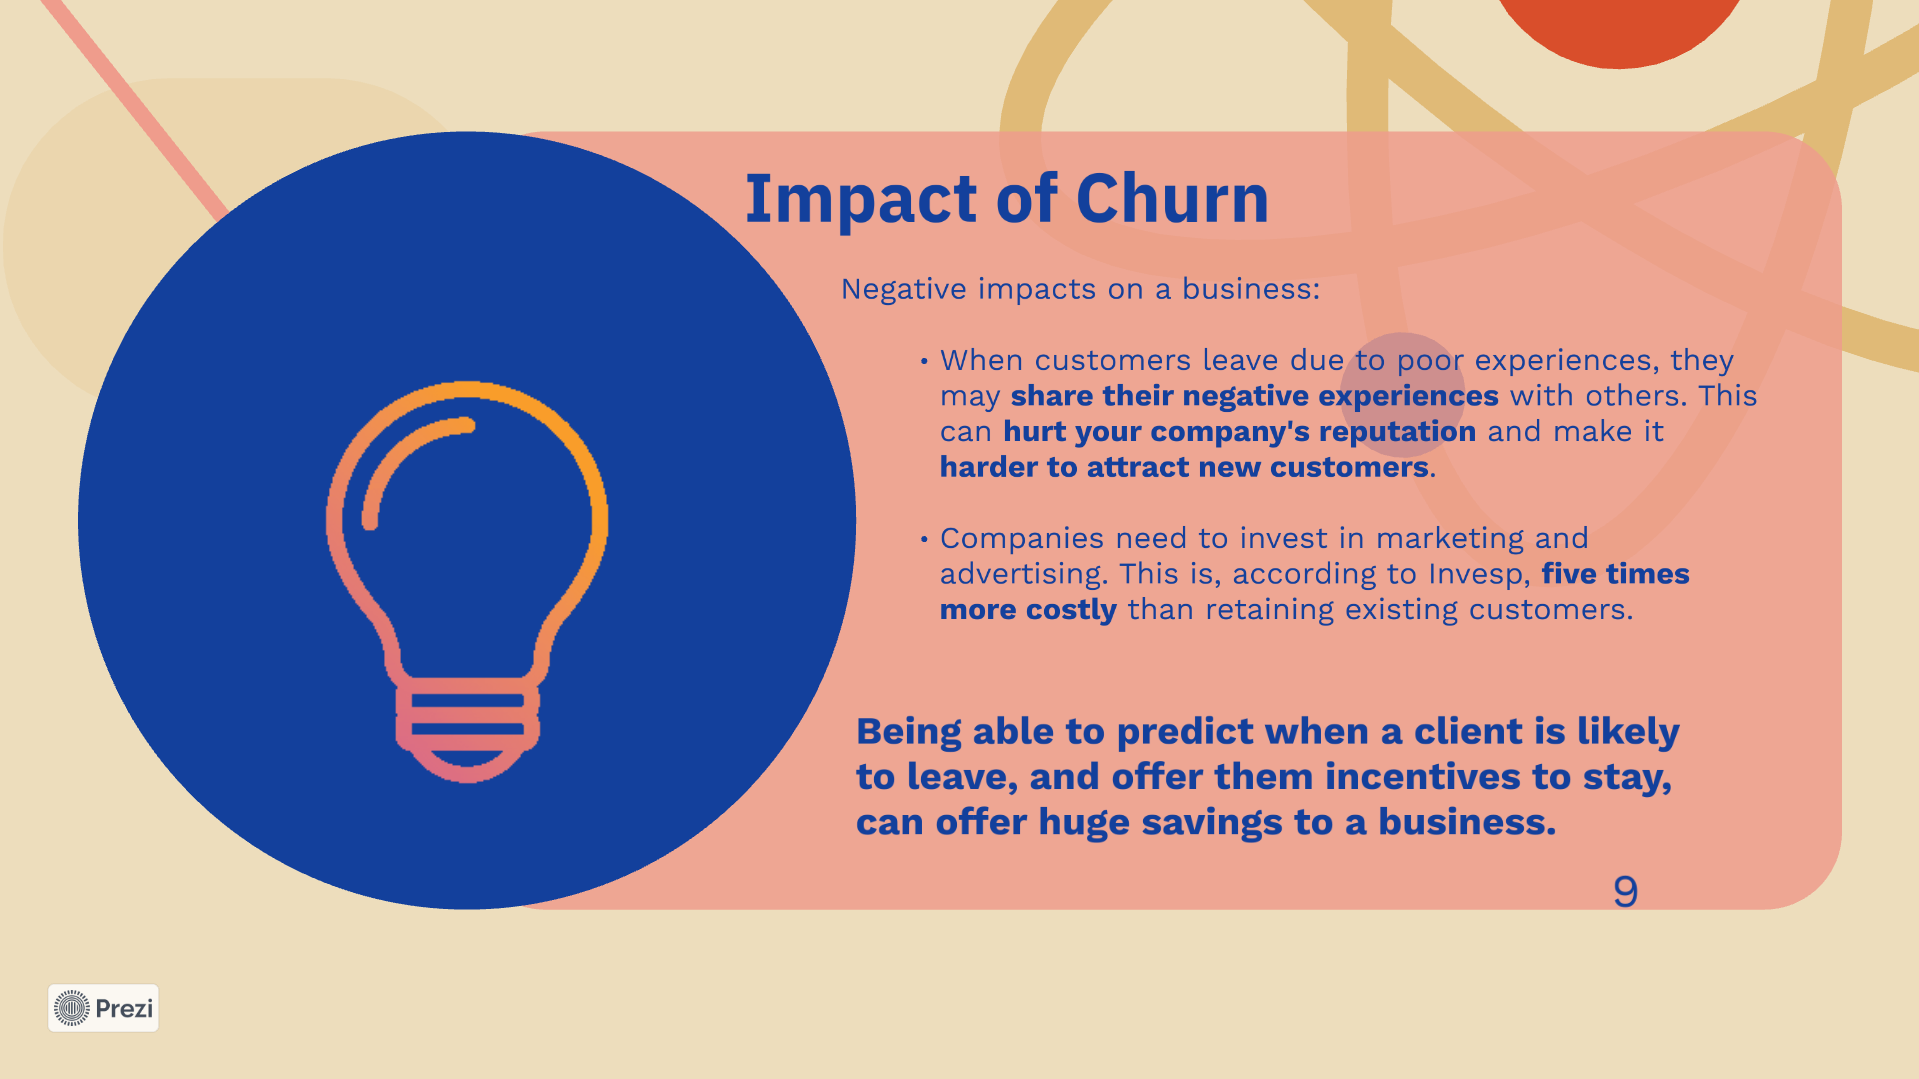 Impact of Churn
Negative impacts on a business:
• When customers leave due to poor experiences, they
may share their negative experiences with others. This
can hurt your company's reputation and make it
harder to attract new customers.
• Companies need to invest in marketing and
advertising. This is, according to Invesp, five times
more costly than retaining existing customers.
Being able to predict when a client is likely
to leave, and offer them incentives to stay,
can offer huge savings to a business.
9
Prezi